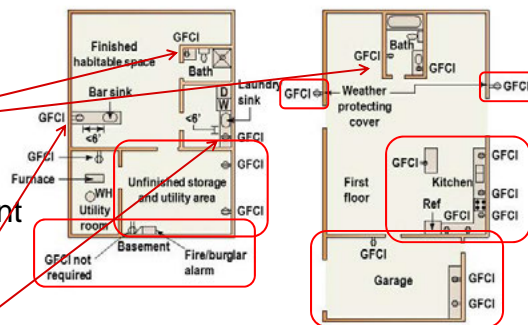 GFCI
Finished
habitable space
Bath
Bar sink
GFCI
<6'
D
W
Laundry
sink
<6'
GFCI
GFCI
Furnace
WH
Utility
room
Unfinished storage
and utility area
GFCI
GFCI
GFCI not
required
Basement
Fire/burglar
alarm
nt
GFCI
Bath
GFCI
GFCI
Weather
protecting
cover
GFCI
GFCI
GFCI
Kitchen
GFCI
First
floor
Ref
GFCI
GFCI
GFCI
Garage
GFCI
GFCI